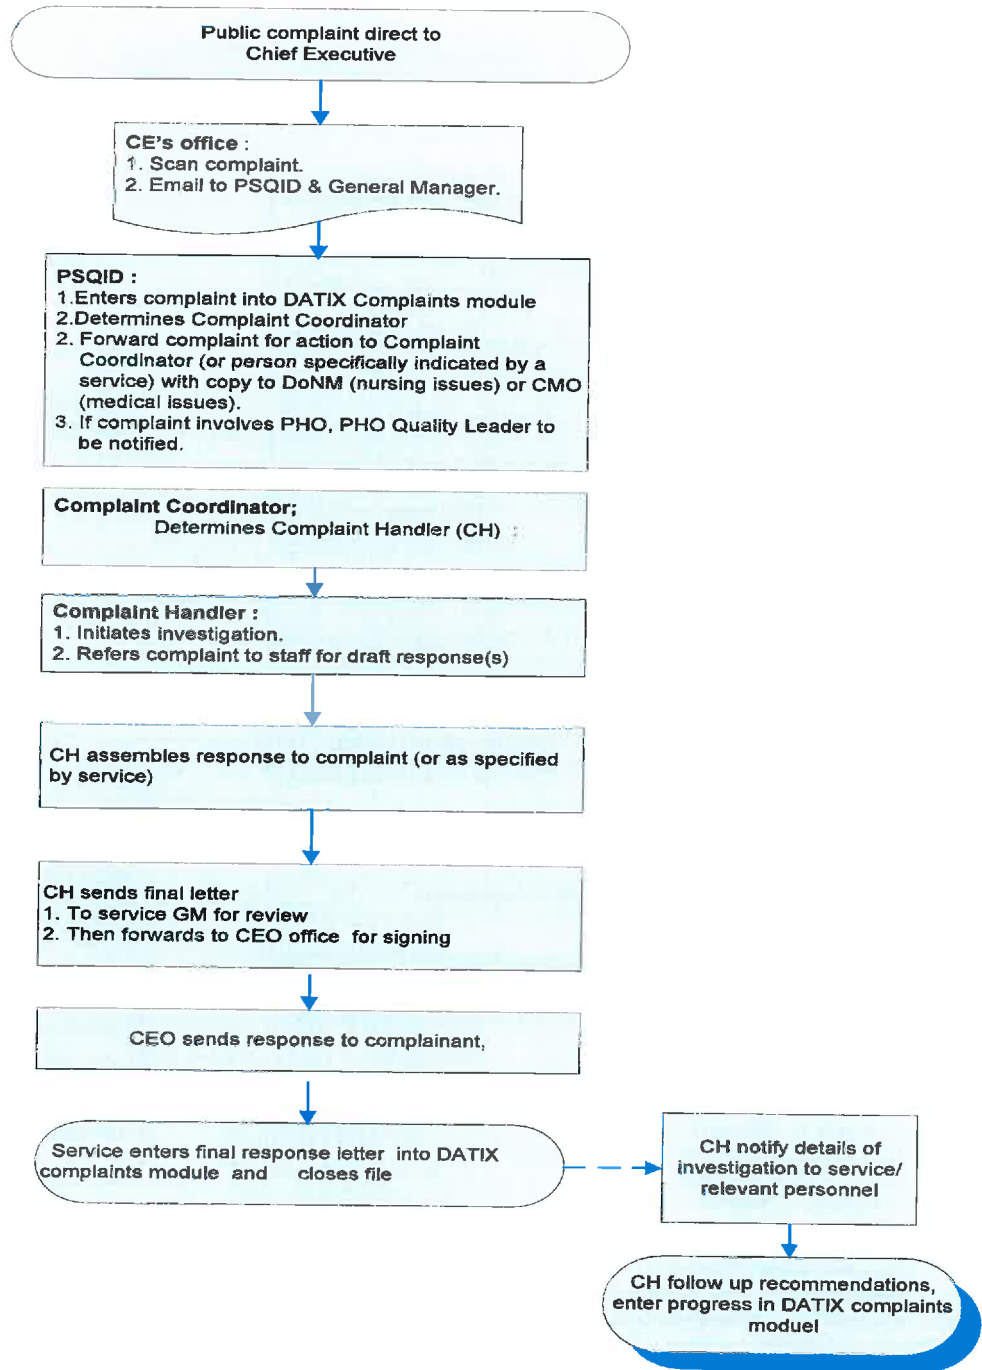 Public complaint direct to
Chief Executive
CE's office :
1. Scan complaint.
2. Email to PSQID & General Manager.
PSQID :
1.Enters complaint into DATIX Complaints module
2.Determines Complaint Coordinator
2. Forward complaint for action to Complaint
Coordinator (or person specifically indicated by a
service) with copy to DoNM (nursing issues) or CMO
(medical issues).
3. If complaint involves PHO, PHO Quality Leader to
be notified.
Complaint Coordinator;
Determines Complaint Handler (CH) ;
Complaint Handler :
1. Initiates investigation.
2. Refers complaint to staff for draft response(s)
CH assembles response to complaint (or as specified
by service)
CH sends final letter
1. To service GM for review
2. Then forwards to CEO office for signing
CEO sends response to complainant,
Service enters final response letter into DATIX
complaints module and closes file
CH notify details of
investigation to service/
relevant personnel
CH follow up recommendations,
enter progress in DATIX complaints
moduel